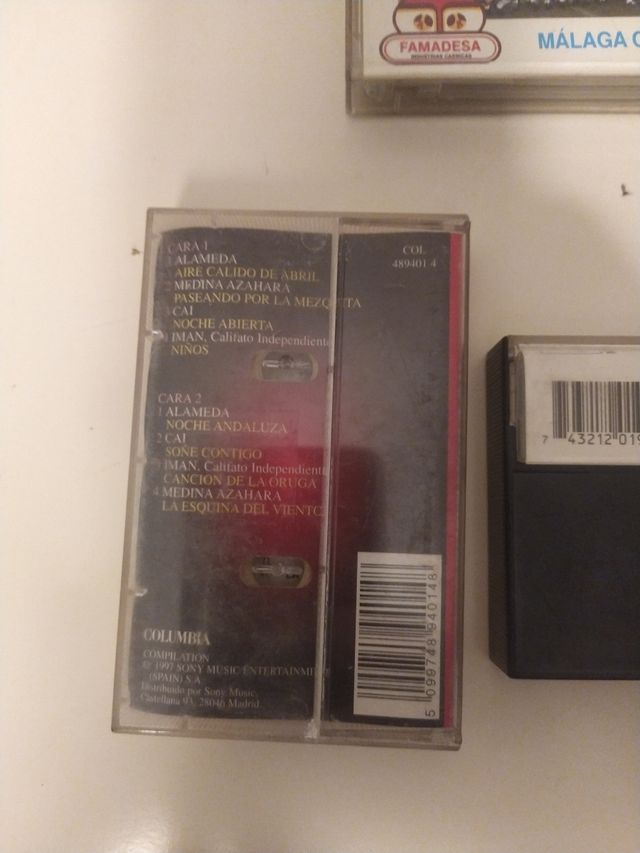 FAMADESA
INDUSTRIAS CARNICAS
MÁLAGA
CARA 1
1 ALAMEDA
AIRE CALIDO DE ABRIL
2 MEDINA AZAHARA
PASEANDO POR LA MEZQUITA
3 CAI
NOCHE ABIERTA
4 IMAN, Califato Independiente
NIÑOS
CARA 2
1 ALAMEDA
NOCHE ANDALUZA
2 CAI
SOÑE CONTIGO
3 IMAN, Califato Independiente
CANCION DE LA ORUGA
4 MEDINA AZAHARA
LA ESQUINA DEL VIENTO
COLUMBIA
COMPILATION
© 1997 SONY MUSIC ENTERTAINMENT
(SPAIN) S.A
Distribuido por Sony Music,
Castellana 93, 28046 Madrid.
COL
489401 4
5 099748 940148
7 43212 019